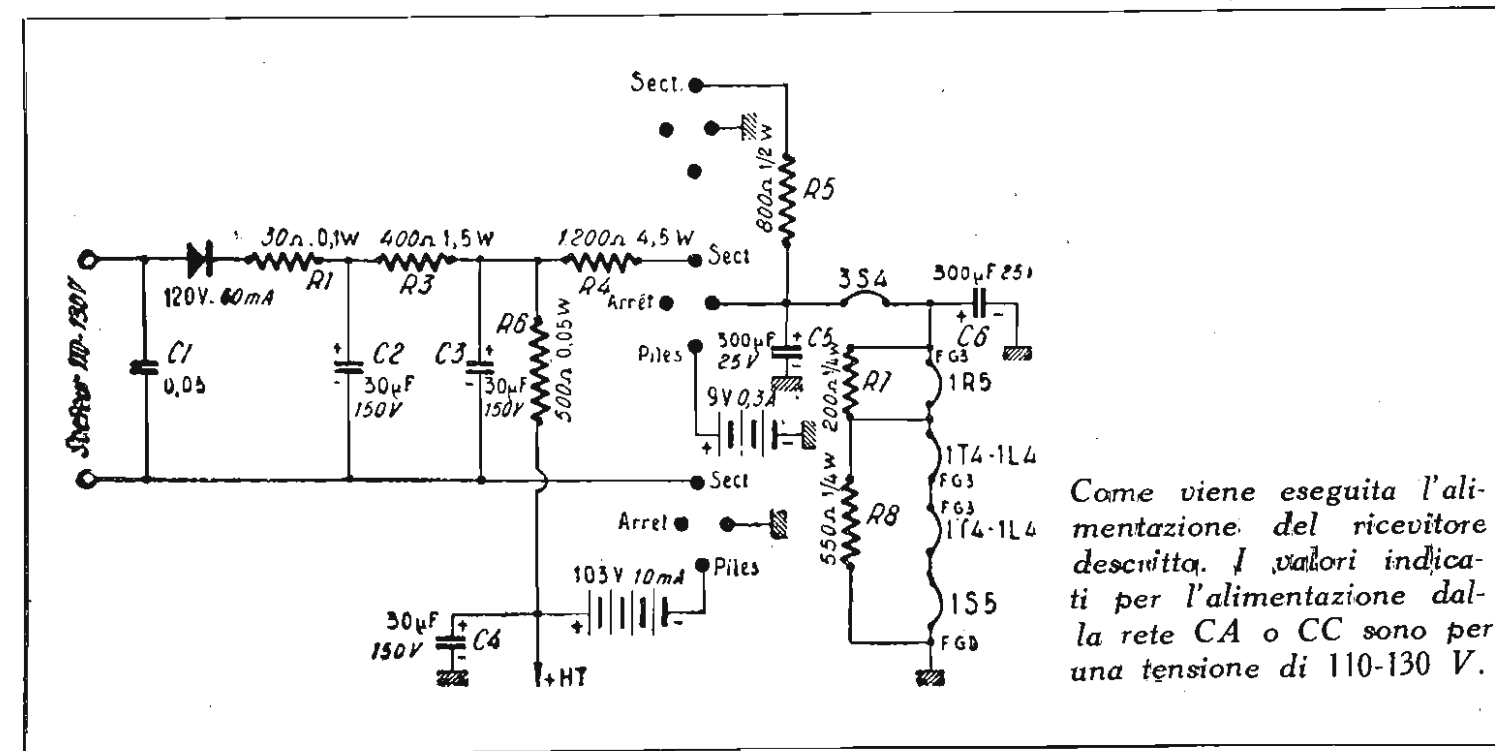 Sect.
800Ω 1/2 W
R5
30Ω.0,1W
400Ω 1,5W
1200Ω 4,5W
Sect
R1
R3
R4
120V. 60mA
3S4
300µF 25V
Arrêt
R6
500Ω 0.05W
C6
C1
0,05
C2
30µF
150V
C3
30µF
150V
Piles
300µF
25V
C5
FG3
1R5
R7
200Ω 1/4W
9V 0,3A
1T4-1L4
FG3
Sect
FG3
1T4-1L4
R8
550Ω 1/4W
Arret
103V 10mA
Piles
1S5
30µF
150V
C4
+HT
Come viene eseguita l'ali-
mentazione del ricevitore
descritto. I valori indica-
ti per l'alimentazione dal-
la rete CA o CC sono per
una tensione di 110-130 V.